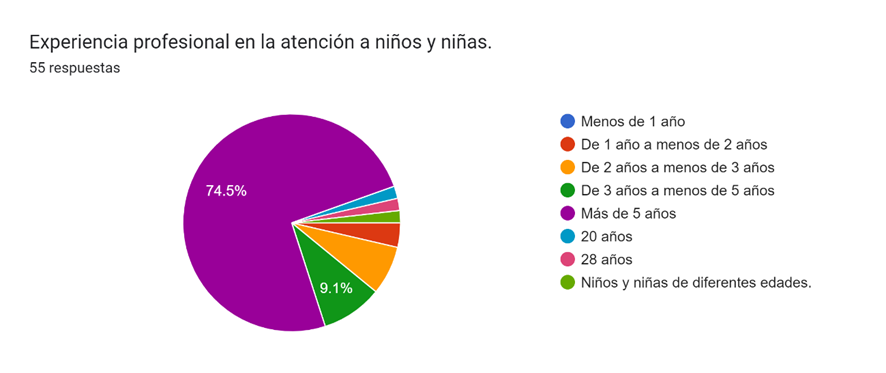 Experiencia profesional en la atención a niños y niñas.
55 respuestas
74.5%
9.1%
Menos de 1 año
De 1 año a menos de 2 años
De 2 años a menos de 3 años
De 3 años a menos de 5 años
Más de 5 años
20 años
28 años
Niños y niñas de diferentes edades.